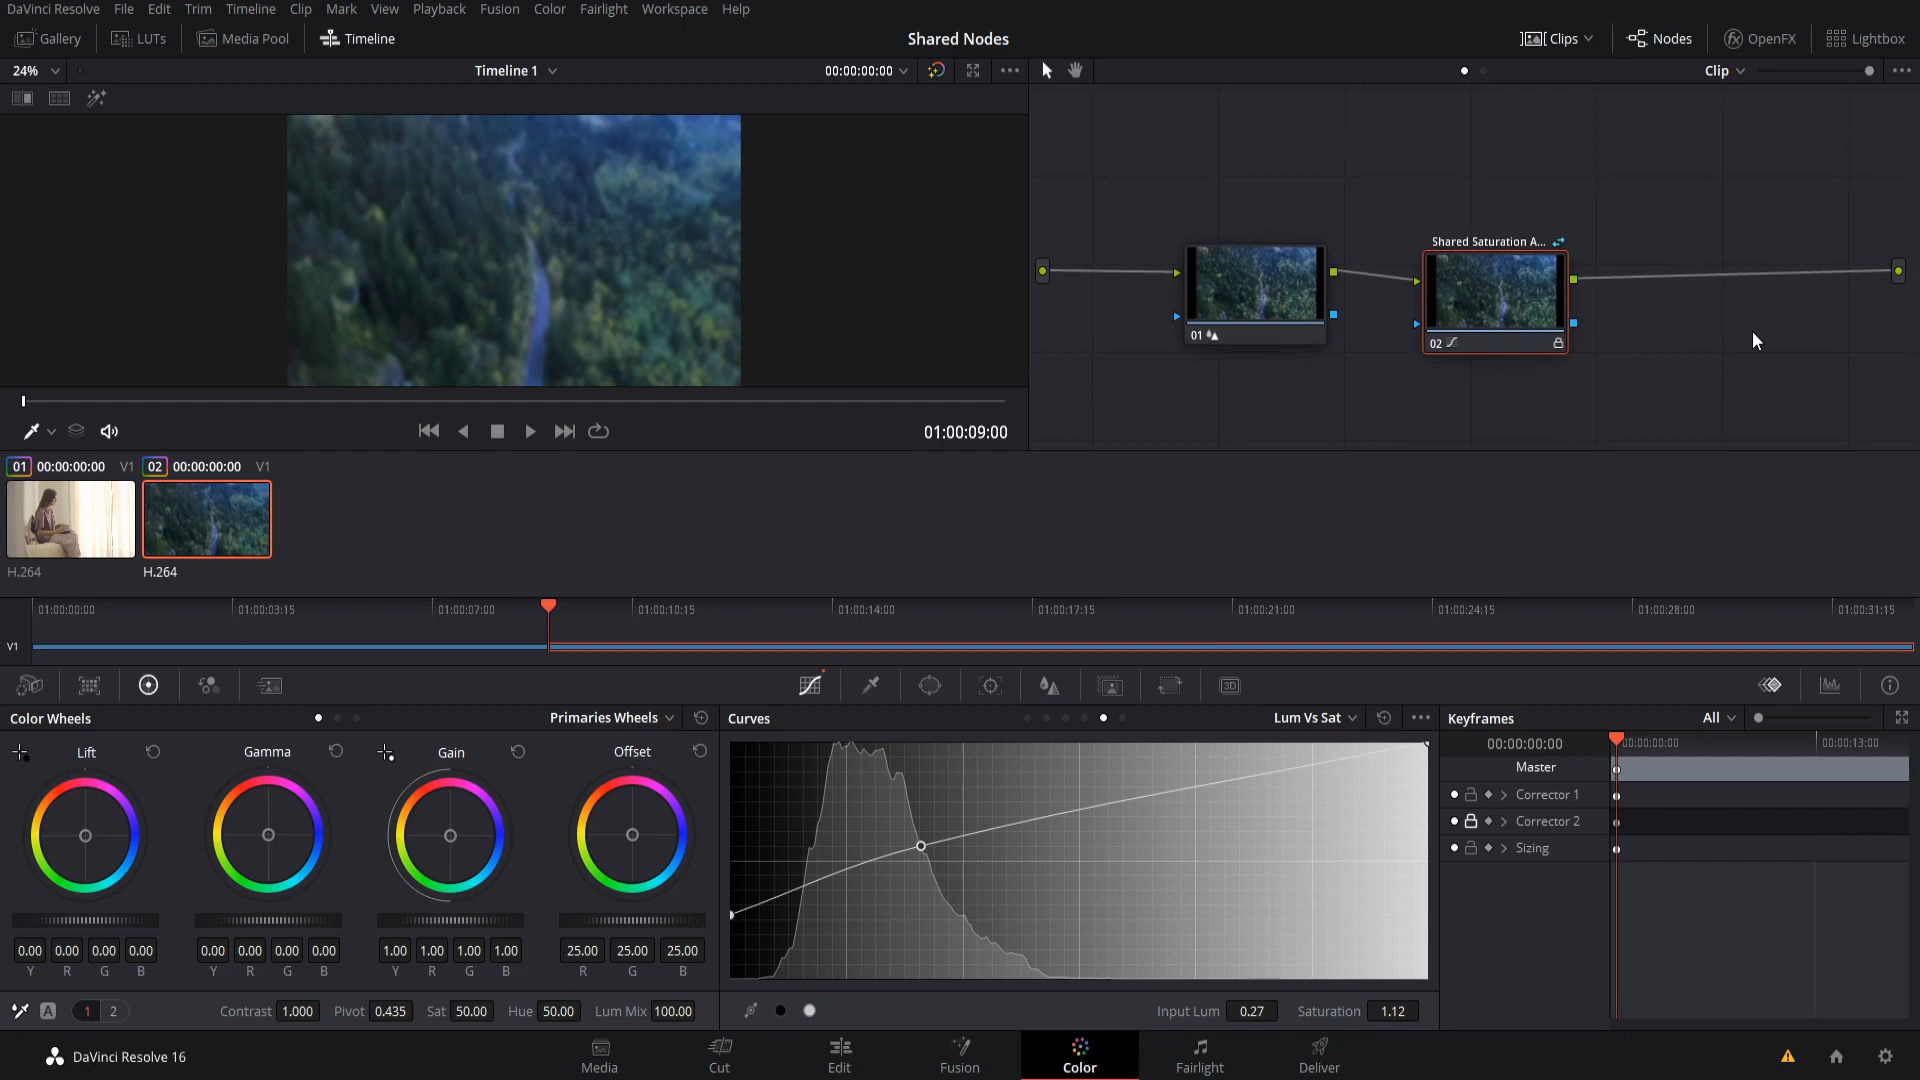 DaVinci Resolve File Edit Trim Timeline Clip Mark View Playback Fusion Color Fairlight Workspace Help
Gallery LUTs Media Pool Timeline Shared Nodes Clips Nodes OpenFX Lightbox
24% Timeline 1 00:00:00:00 Clip
Shared Saturation A...
01
02
01:00:09:00
01 00:00:00:00 V1 02 00:00:00:00 V1
H.264 H.264
01:00:00:00 01:00:03:15 01:00:07:00 01:00:10:15 01:00:14:00 01:00:17:15 01:00:21:00 01:00:24:15 01:00:28:00 01:00:31:15
V1
3D
Color Wheels Primaries Wheels Curves Lum Vs Sat Keyframes All
00:00:00:00 00:00:00:00 00:00:13:00
Lift Gamma Gain Offset
Master
Corrector 1
Corrector 2
Sizing
0.00 0.00 0.00 0.00 0.00 0.00 0.00 0.00 1.00 1.00 1.00 1.00 25.00 25.00 25.00
Y R G B Y R G B Y R G B R G B
A 1 2 Contrast 1.000 Pivot 0.435 Sat 50.00 Hue 50.00 Lum Mix 100.00 Input Lum 0.27 Saturation 1.12
DaVinci Resolve 16 Media Cut Edit Fusion Color Fairlight Deliver